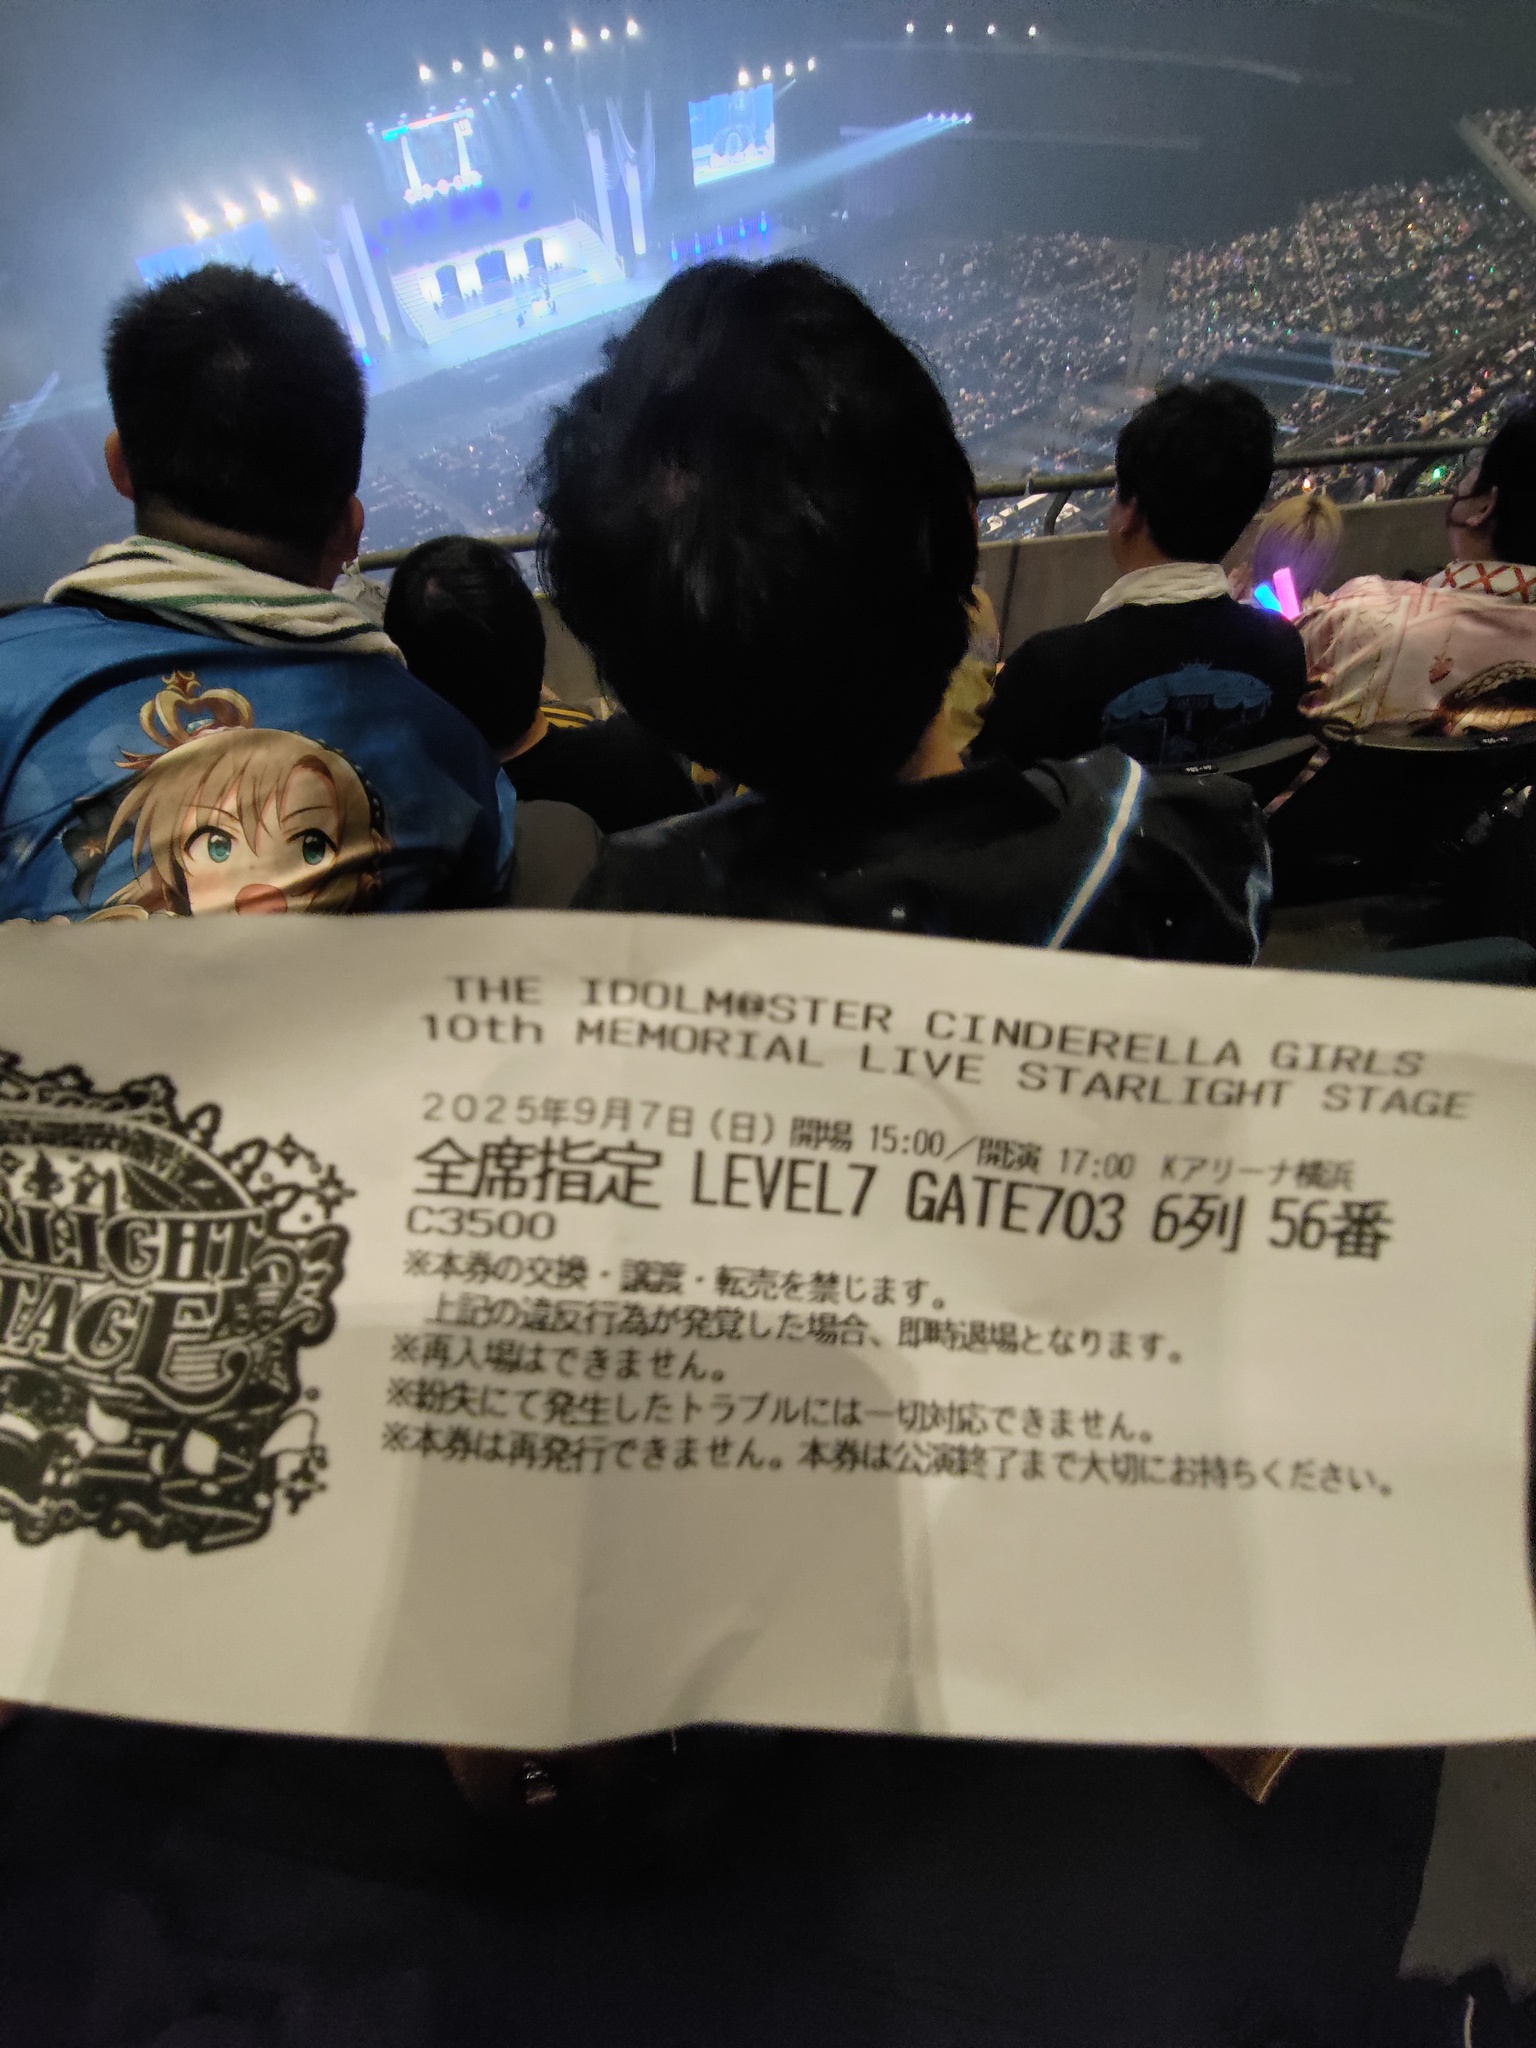 THE IDOLM@STER CINDERELLA GIRLS
10th MEMORIAL LIVE STARLIGHT STAGE
2025年9月7日(日) 開場 15:00/開演 17:00 Kアリーナ横浜
全席指定 LEVEL7 GATE703 6列 56番
C3500
※本券の交換・譲渡・転売を禁じます。
上記の違反行為が発覚した場合、即時退場となります。
※再入場はできません。
※紛失にて発生したトラブルには一切対応できません。
※本券は再発行できません。本券は公演終了まで大切にお持ちください。
RLIGHT
TAGE